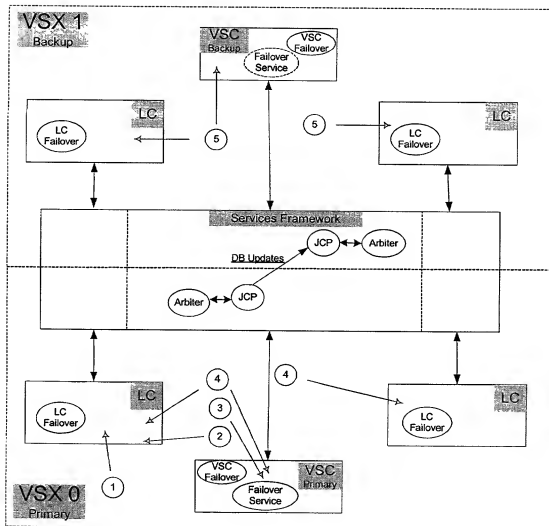 VSX 1
Backup
VSC
Backup
VSC
Failover
Failover
Service
LC
LC
Failover
5
5
LC
LC
Failover
Services Framework
JCP
Arbiter
DB Updates
Arbiter
JCP
LC
LC
Failover
4
3
2
1
4
LC
LC
Failover
VSC
Failover
Failover
Service
VSC
Primary
VSX 0
Primary